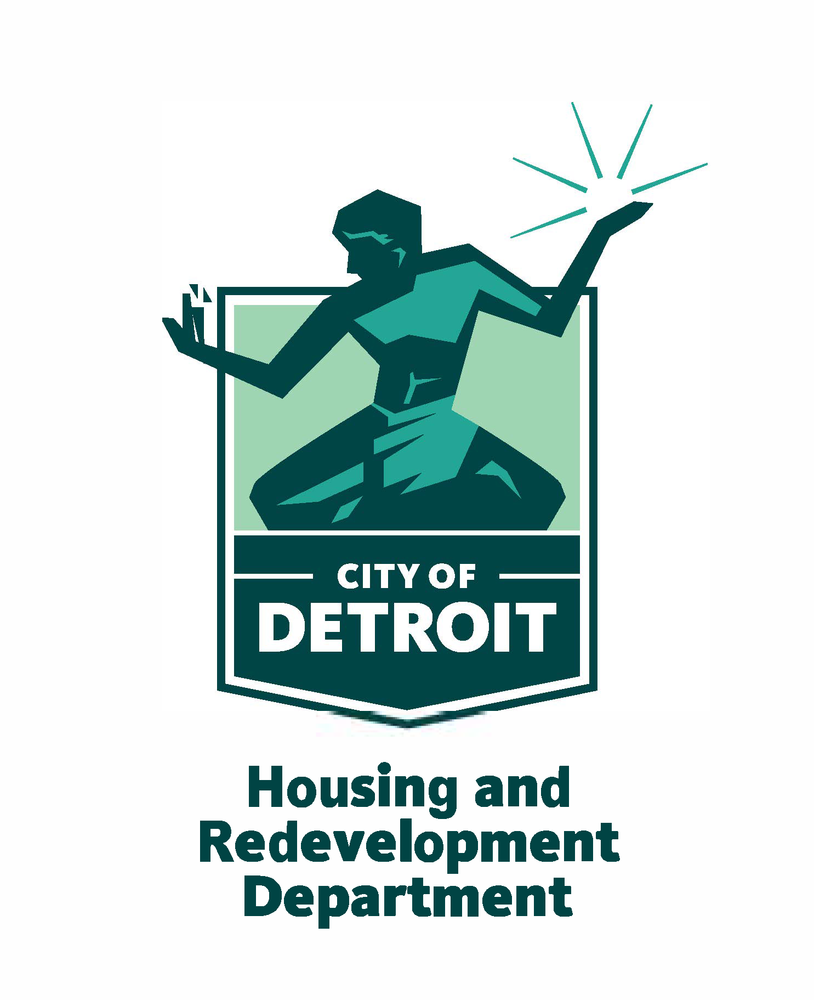 CITY OF
DETROIT
Housing and
Redevelopment
Department